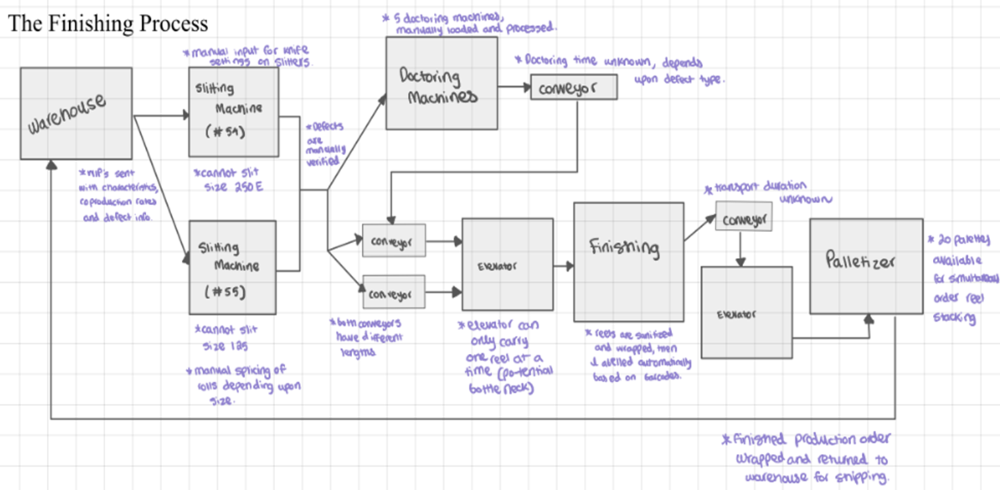 The Finishing Process
* 5 doctoring machines,
manually loaded and processed.
* manual input for knife
settings on slitters.
* Doctoring time unknown, depends
upon defect type.
Warehouse
Slitting
Machine
(#54)
Doctoring
Machines
conveyor
* Defects
are
manually
verified
* cannot slit
size 250 E
* MIP's sent
with characteristics,
coproduction rates
and defect info.
* transport duration
unknown
Slitting
Machine
(#55)
conveyor
conveyor
Elevator
Finishing
conveyor
Elevator
Palletizer
* 20 palettes
available
for simultaneous
order reel
stacking
* cannot slit
size 125
* manual splicing of
rolls depending upon
size.
* both conveyors
have different
lengths
* elevator can
only carry
one reel at a
time (potential
bottle neck)
* reels are sanitized
and wrapped, then
labelled automatically
based on barcodes.
* Finished production order
wrapped and returned to
warehouse for shipping.